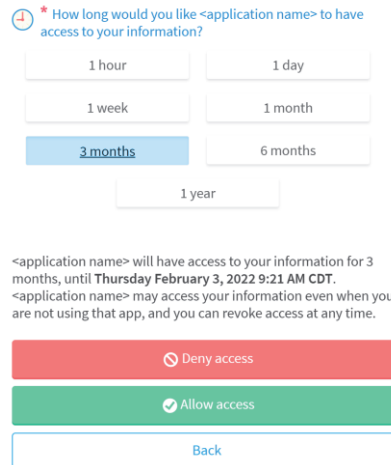 * How long would you like <application name> to have
access to your information?
1 hour
1 day
1 week
1 month
3 months
6 months
1 year
<application name> will have access to your information for 3
months, until Thursday February 3, 2022 9:21 AM CDT.
<application name> may access your information even when you
are not using that app, and you can revoke access at any time.
Deny access
Allow access
Back